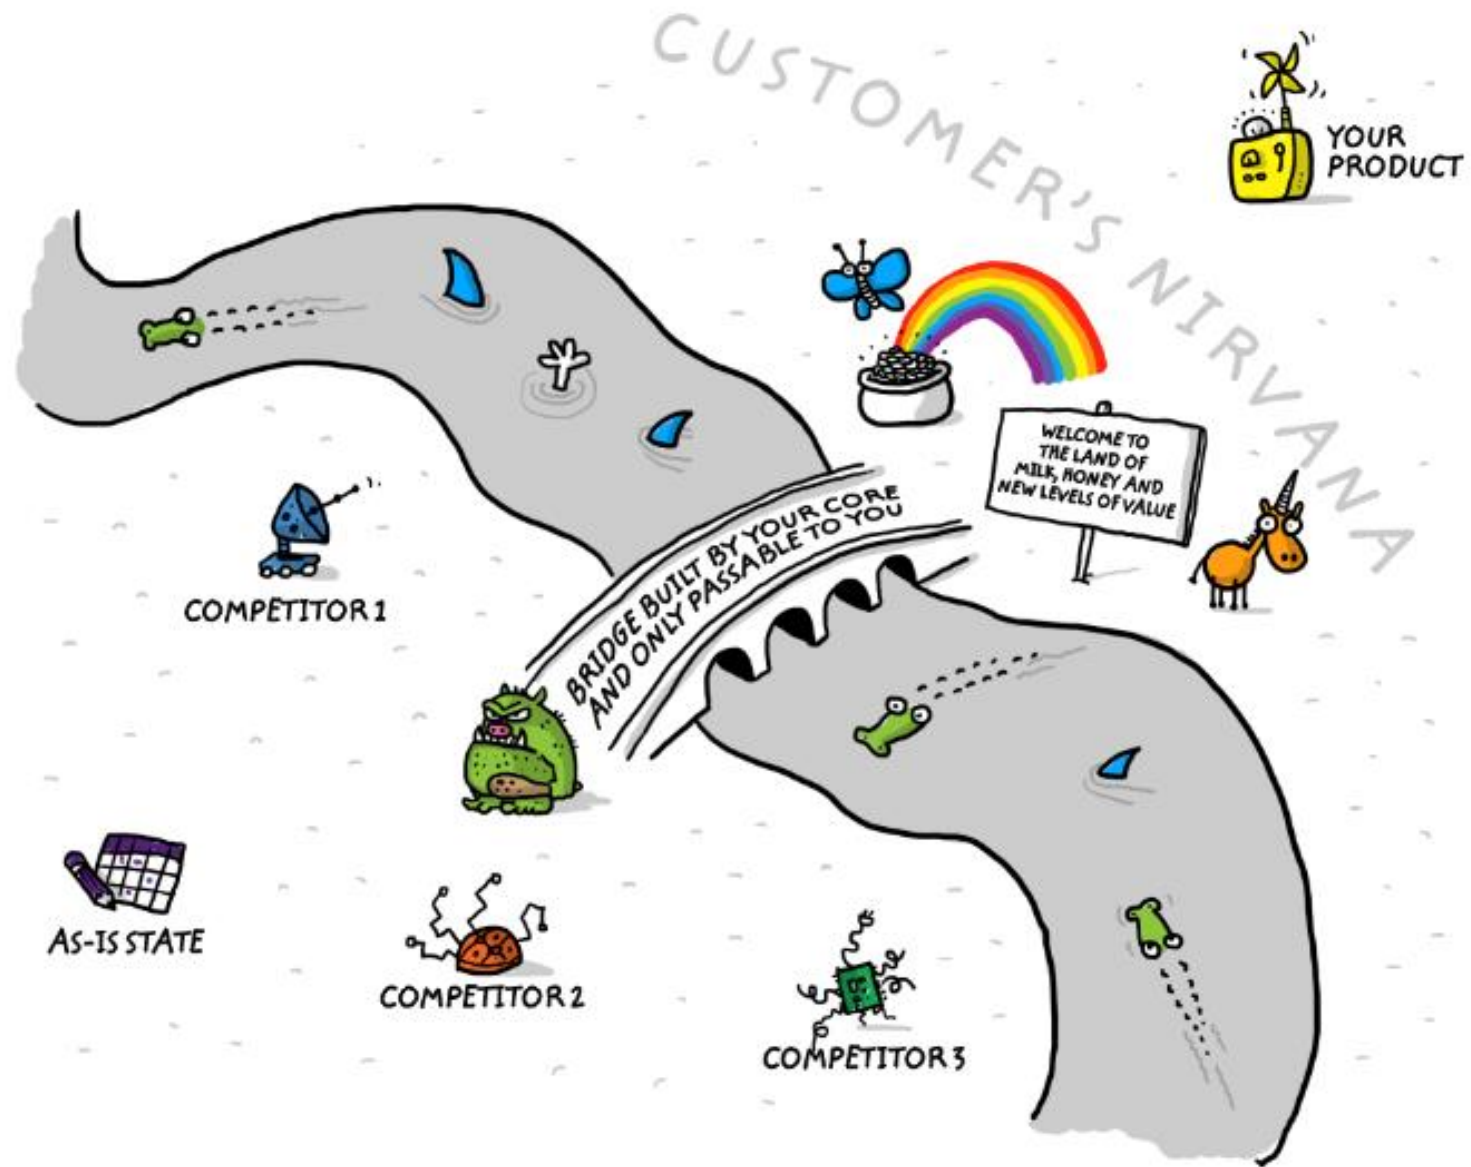 CUSTOMER'S NIRVANA
YOUR
PRODUCT
WELCOME TO
THE LAND OF
MILK, HONEY AND
NEW LEVELS OF VALUE
BRIDGE BUILT BY YOUR CORE
AND ONLY PASSABLE TO YOU
COMPETITOR 1
AS-IS STATE
COMPETITOR 2
COMPETITOR 3